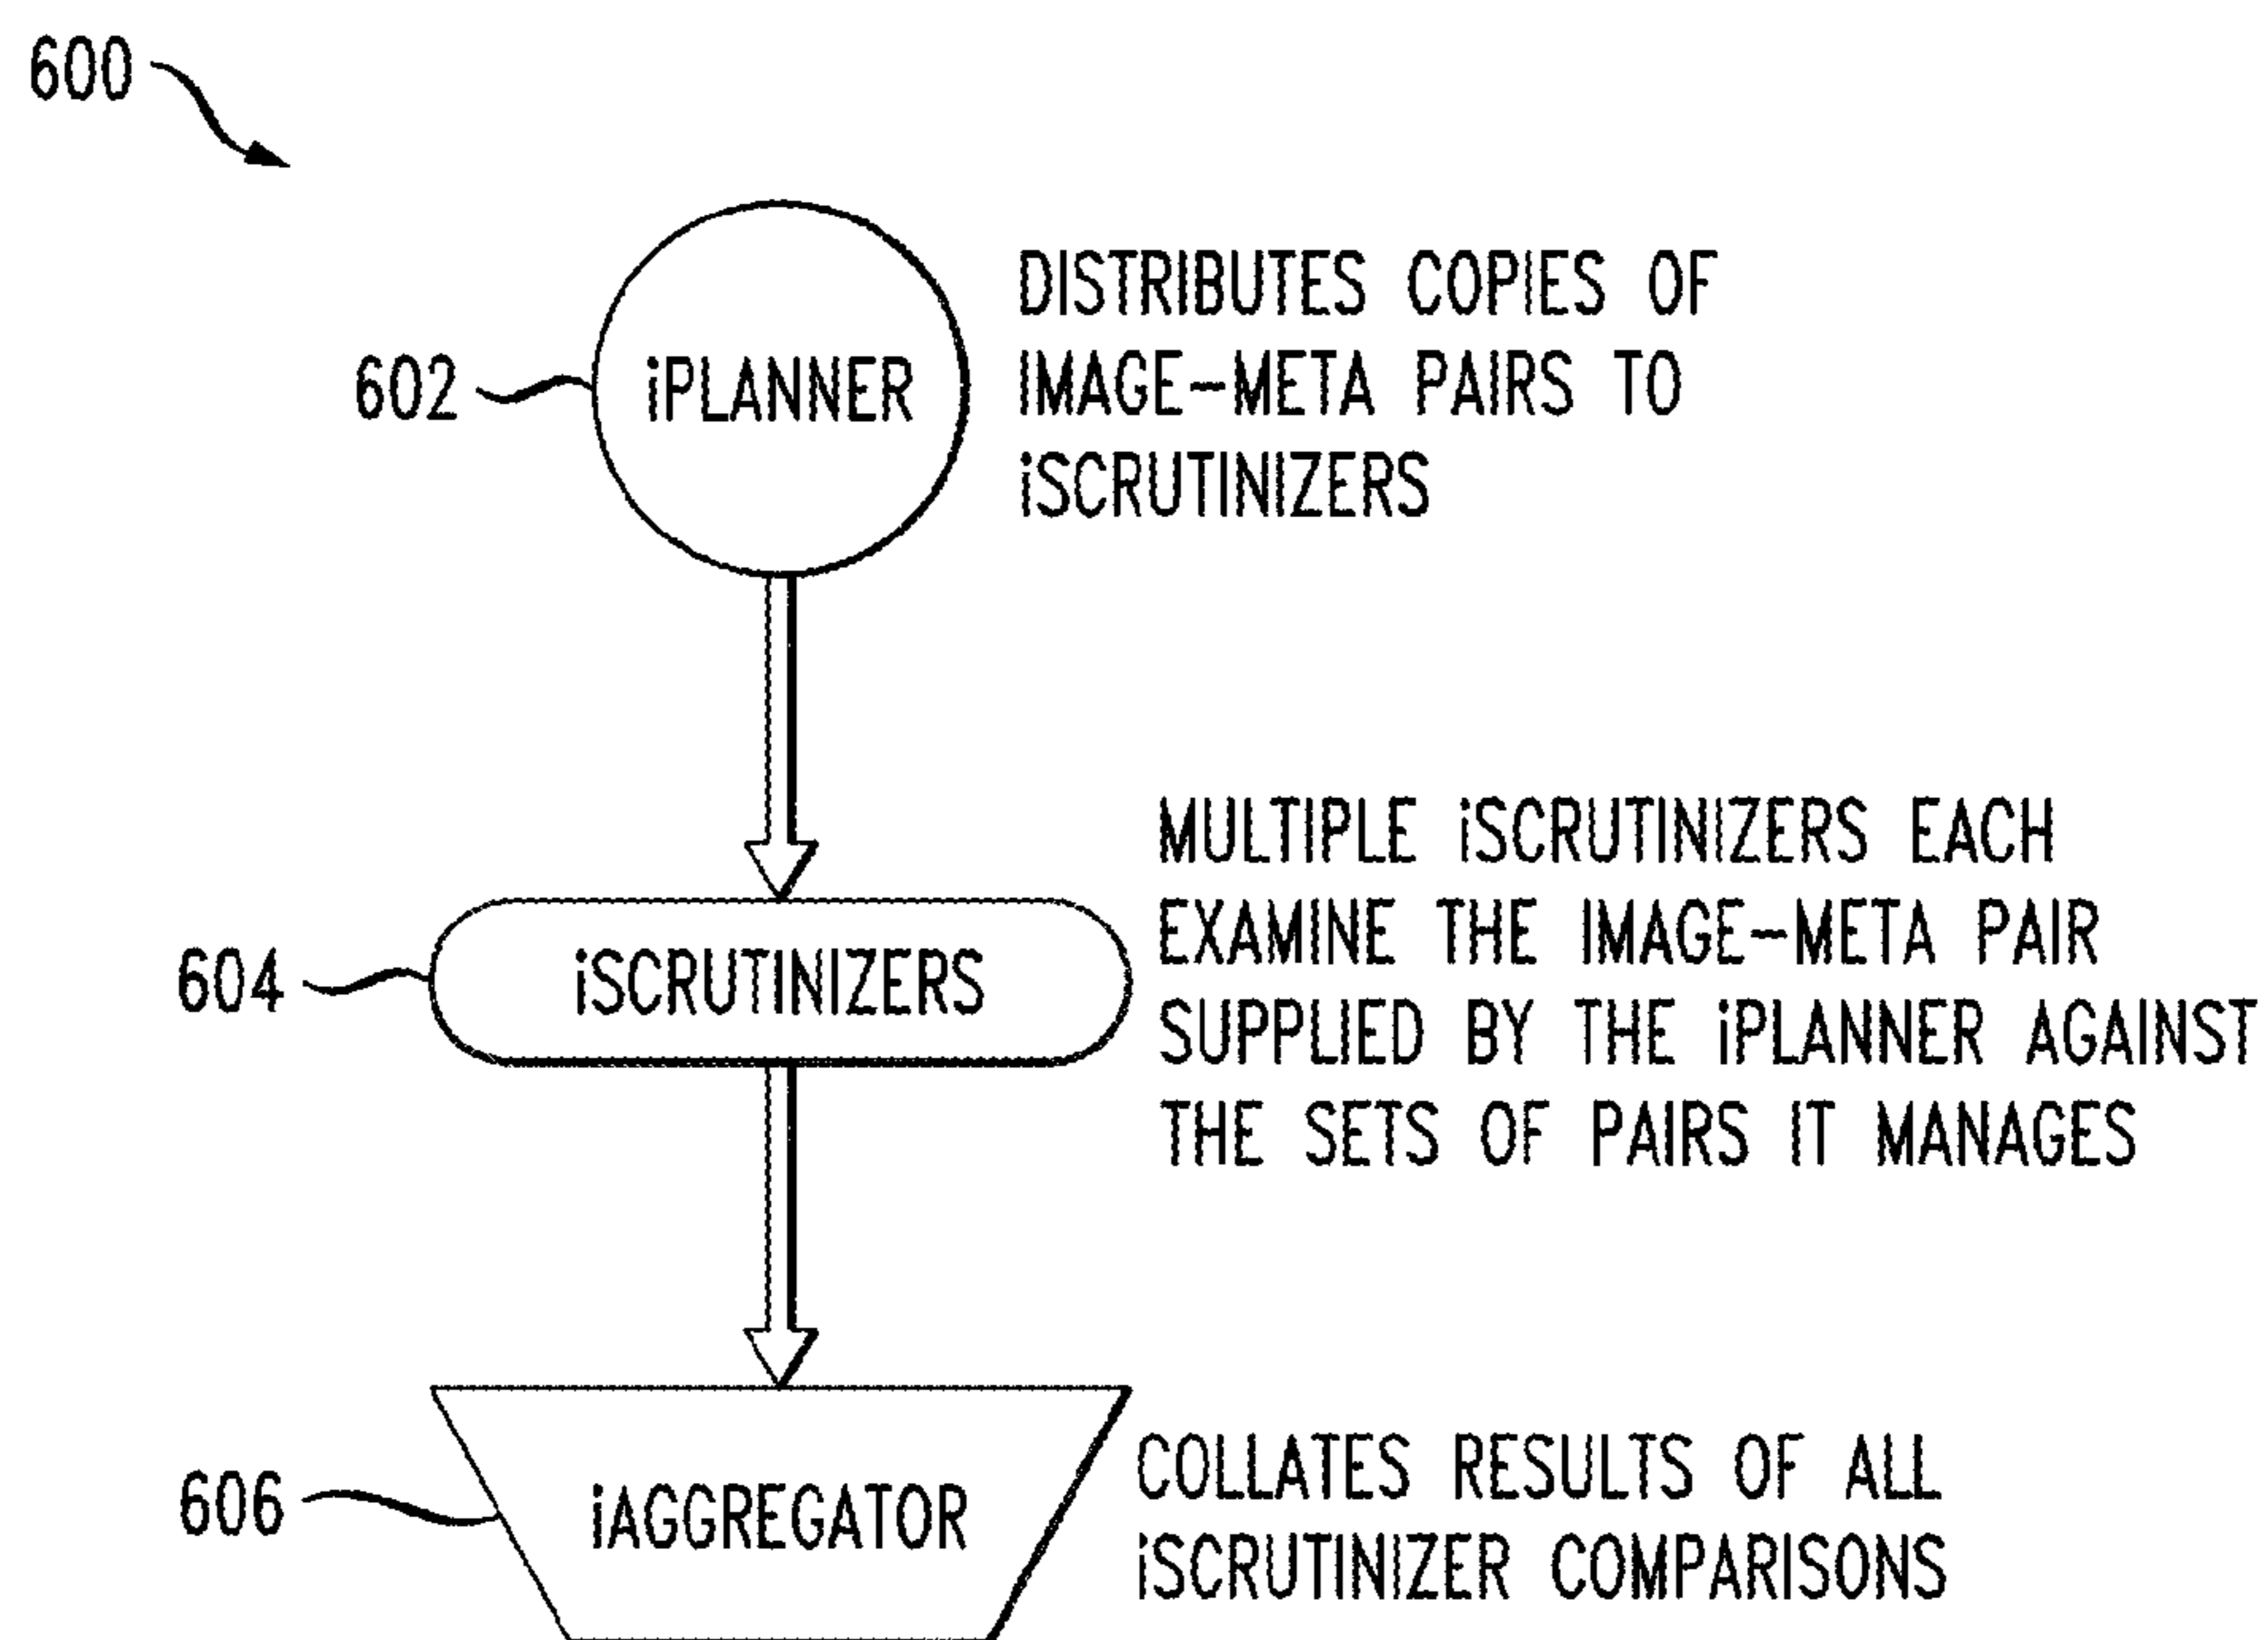 600
602
iPLANNER
DISTRIBUTES COPIES OF
IMAGE-META PAIRS TO
iSCRUTINIZERS
604
iSCRUTINIZERS
MULTIPLE iSCRUTINIZERS EACH
EXAMINE THE IMAGE-META PAIR
SUPPLIED BY THE iPLANNER AGAINST
THE SETS OF PAIRS IT MANAGES
606
iAGGREGATOR
COLLATES RESULTS OF ALL
iSCRUTINIZER COMPARISONS